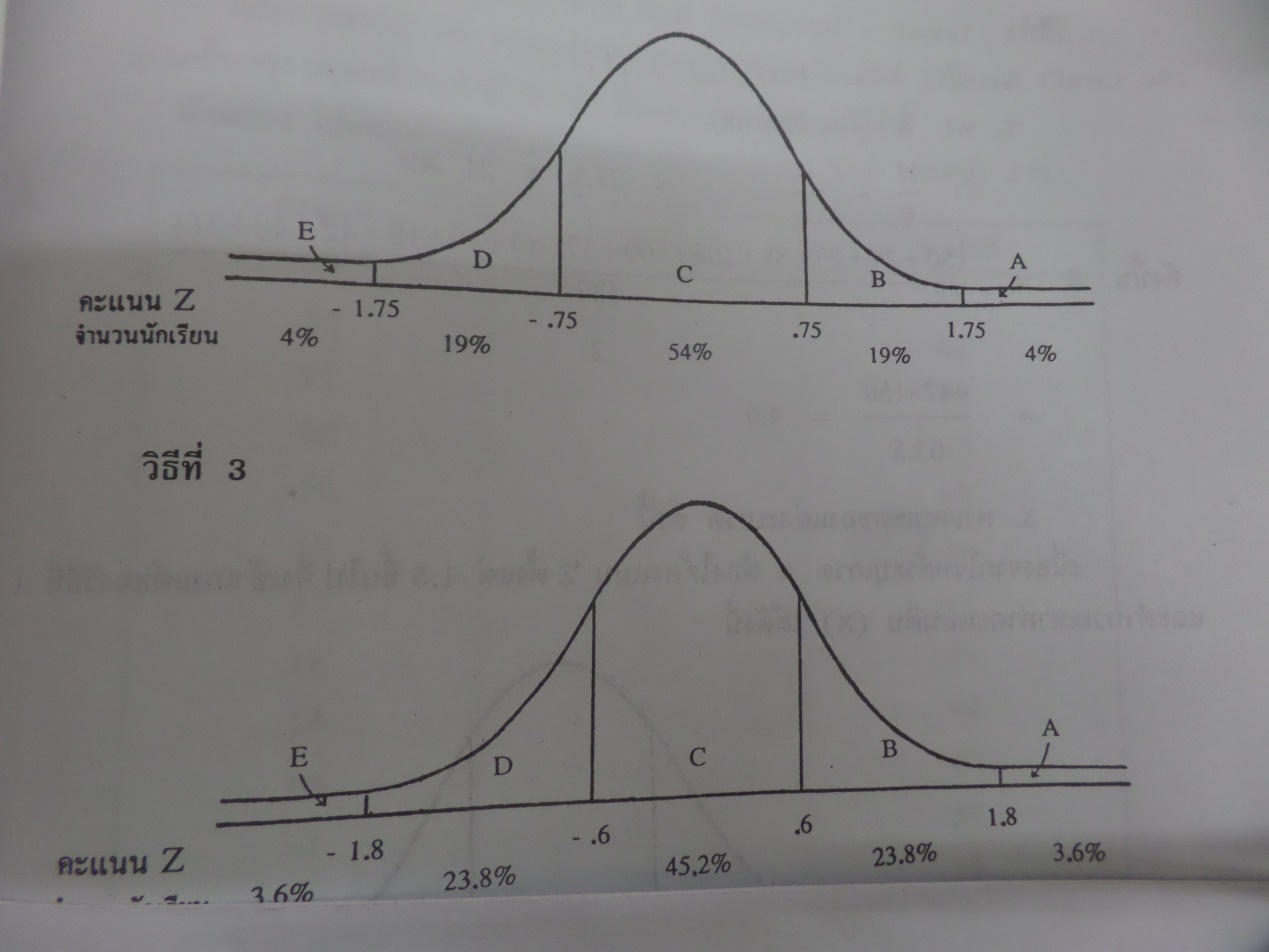 E D C B A
คะแนน Z - 1.75 - .75 .75 1.75
จำนวนนักเรียน 4% 19% 54% 19% 4%
วิธีที่ 3
E D C B A
คะแนน Z - 1.8 - .6 .6 1.8
3.6% 23.8% 45.2% 23.8% 3.6%